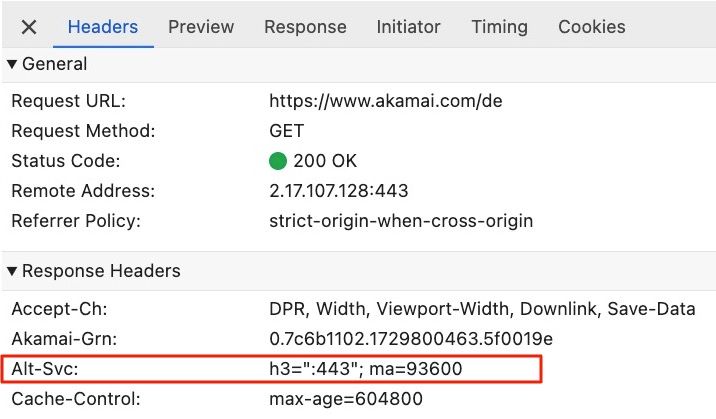 Headers Preview Response Initiator Timing Cookies
General
Request URL: https://www.akamai.com/de
Request Method: GET
Status Code: 200 OK
Remote Address: 2.17.107.128:443
Referrer Policy: strict-origin-when-cross-origin
Response Headers
Accept-Ch: DPR, Width, Viewport-Width, Downlink, Save-Data
Akamai-Grn: 0.7c6b1102.1729800463.5f0019e
Alt-Svc: h3=":443"; ma=93600
Cache-Control: max-age=604800